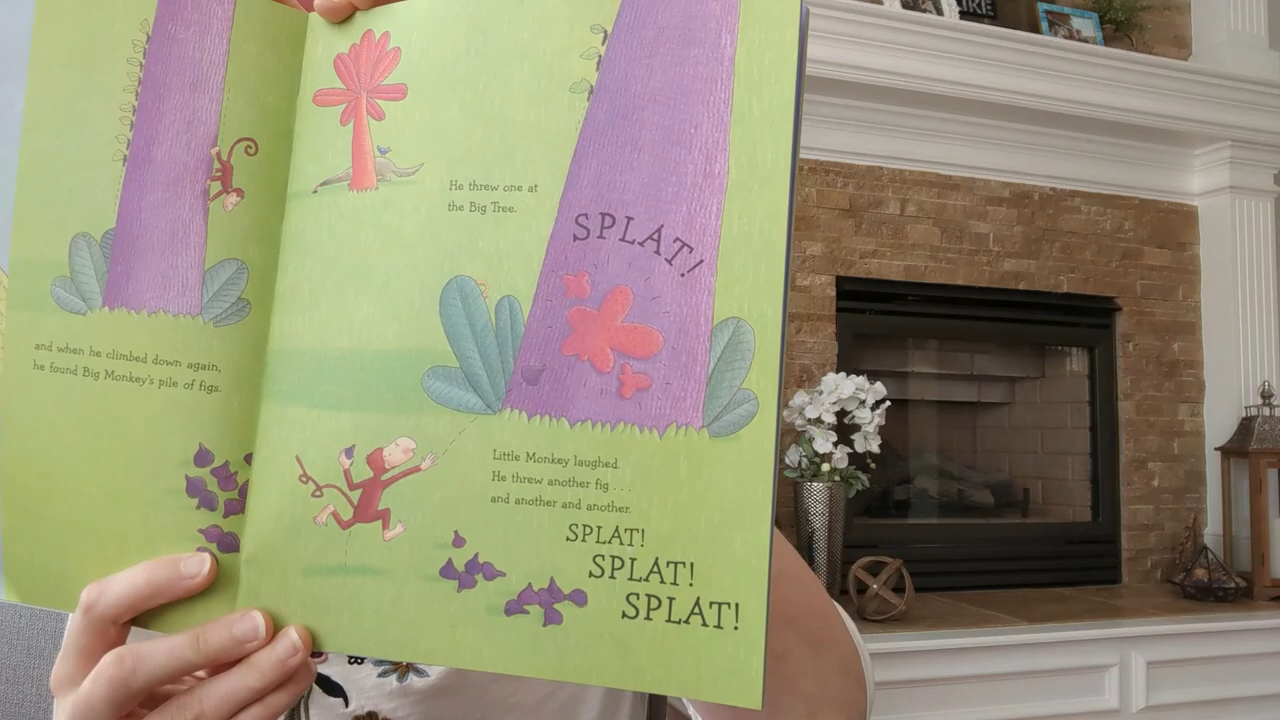 and when he climbed down again,
he found Big Monkey's pile of figs.
He threw one at
the Big Tree.
SPLAT!
Little Monkey laughed.
He threw another fig . . .
and another and another.
SPLAT!
SPLAT!
SPLAT!